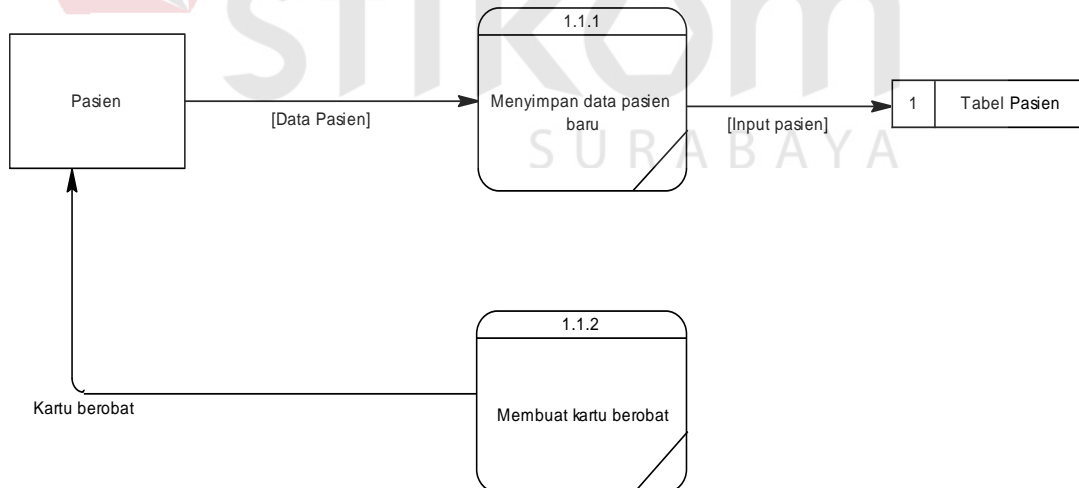 STIKOM
SURABAYA
1.1.1
Pasien
Menyimpan data pasien
baru
1
Tabel Pasien
[Data Pasien]
[Input pasien]
1.1.2
Kartu berobat
Membuat kartu berobat